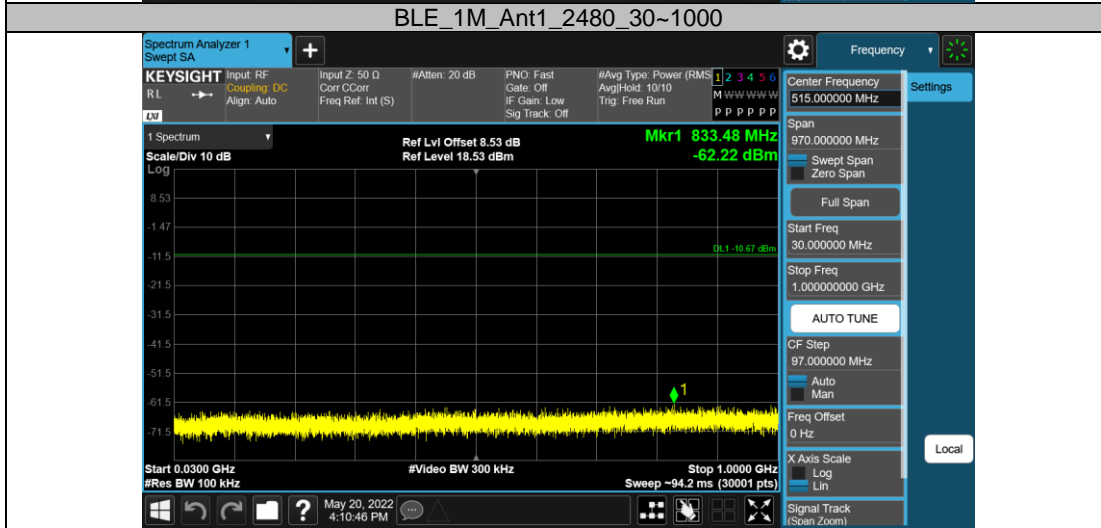 BLE_1M_Ant1_2480_30~1000
Spectrum Analyzer 1
Swept SA
+
Frequency
KEYSIGHT
Input: RF
Input Z: 50 Ω
#Atten: 20 dB
PNO: Fast
#Avg Type: Power (RMS
1 2 3 4 5 6
R L
Coupling: DC
Corr CCorr
Gate: Off
Avg|Hold: 10/10
M W W W W W
Align: Auto
Freq Ref: Int (S)
IF Gain: Low
Trig: Free Run
Sig Track: Off
P P P P P P
LXI
1 Spectrum
Ref Lvl Offset 8.53 dB
Mkr1 833.48 MHz
Scale/Div 10 dB
Ref Level 18.53 dBm
-62.22 dBm
Log
8.53
-1.47
DL1 -10.67 dBm
-11.5
-21.5
-31.5
-41.5
-51.5
1
-61.5
-71.5
Start 0.0300 GHz
#Video BW 300 kHz
Stop 1.0000 GHz
#Res BW 100 kHz
Sweep ~94.2 ms (30001 pts)
?
May 20, 2022
4:10:46 PM
Center Frequency
515.000000 MHz
Settings
Span
970.000000 MHz
Swept Span
Zero Span
Full Span
Start Freq
30.000000 MHz
Stop Freq
1.000000000 GHz
AUTO TUNE
CF Step
97.000000 MHz
Auto
Man
Freq Offset
0 Hz
Local
X Axis Scale
Log
Lin
Signal Track
(Span Zoom)